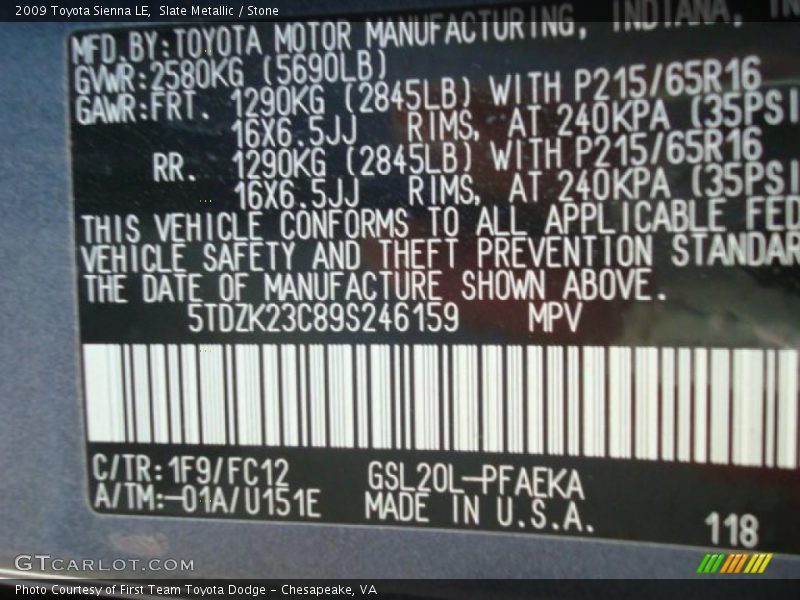 2009 Toyota Sienna LE, Slate Metallic / Stone
MFD.BY:TOYOTA MOTOR MANUFACTURING, INDIANA, IN
GVWR:2580KG (5690LB)
GAWR:FRT. 1290KG (2845LB) WITH P215/65R16
16X6.5JJ RIMS, AT 240KPA (35PSI
RR. 1290KG (2845LB) WITH P215/65R16
16X6.5JJ RIMS, AT 240KPA (35PSI
THIS VEHICLE CONFORMS TO ALL APPLICABLE FED
VEHICLE SAFETY AND THEFT PREVENTION STANDAR
THE DATE OF MANUFACTURE SHOWN ABOVE.
5TDZK23C89S246159 MPV
C/TR:1F9/FC12 GSL20L-PFAEKA
A/TM:-01A/U151E MADE IN U.S.A.
118
GTCARLOT.COM
Photo Courtesy of First Team Toyota Dodge - Chesapeake, VA